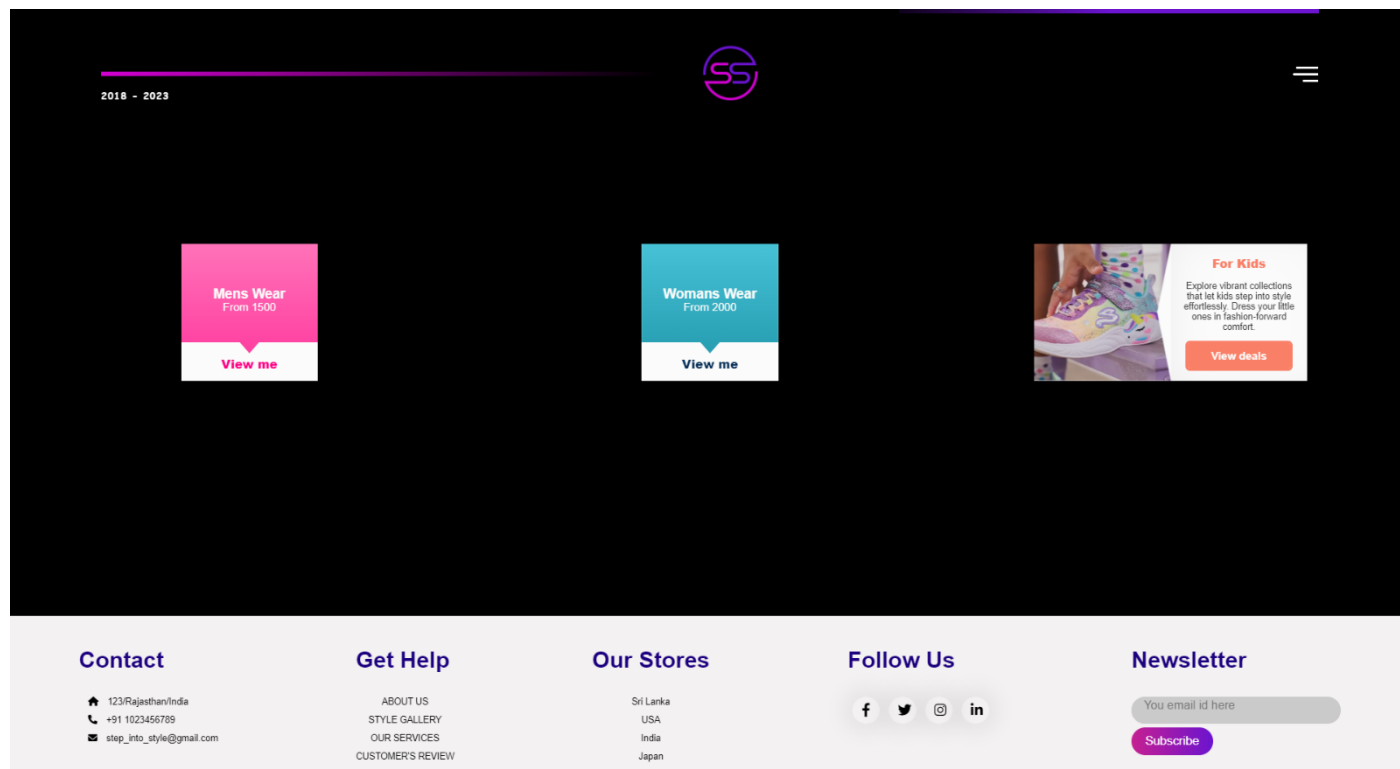 SS
2018 - 2023
Mens Wear
From 1500
View me
Womans Wear
From 2000
View me
For Kids
Explore vibrant collections
that let kids step into style
effortlessly. Dress your little
ones in fashion-forward
comfort.
View deals
Contact
123/Rajasthan/India
+91 1023456789
step_into_style@gmail.com
Get Help
ABOUT US
STYLE GALLERY
OUR SERVICES
CUSTOMER'S REVIEW
Our Stores
Sri Lanka
USA
India
Japan
Follow Us
Newsletter
You email id here
Subscribe